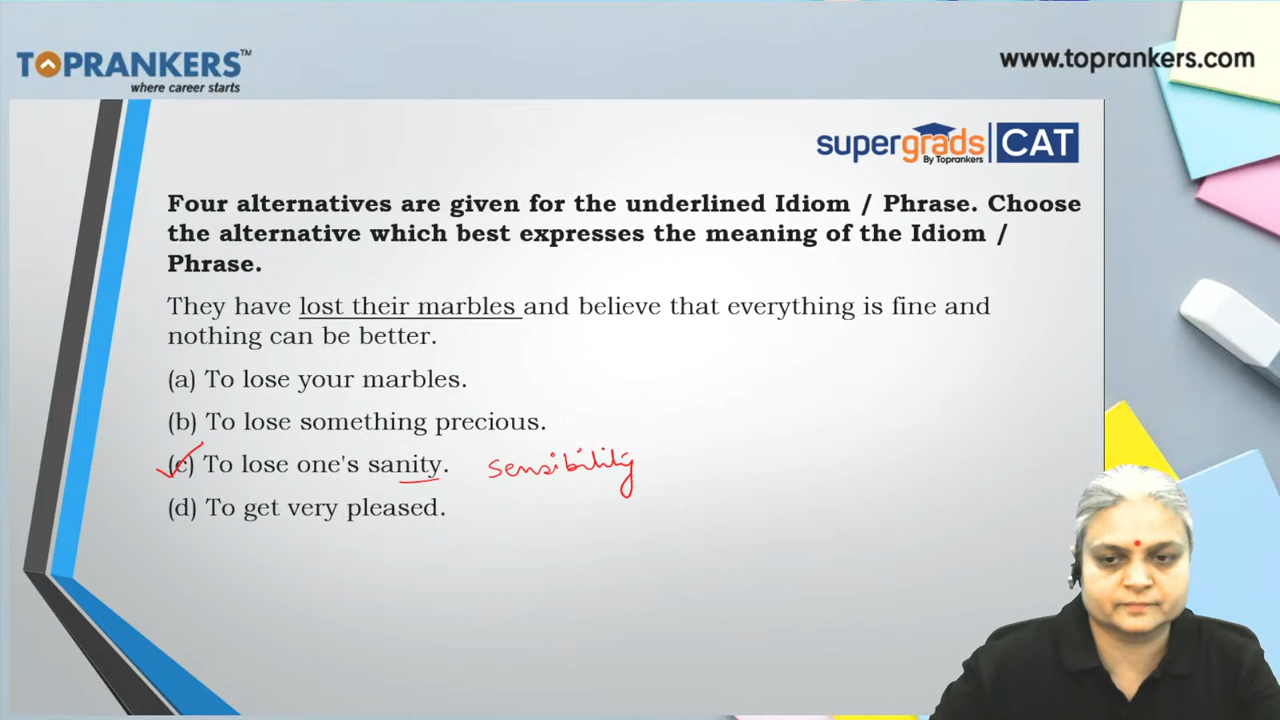 TOPRANKERS™
where career starts
www.toprankers.com
supergrads CAT
By Toprankers
Four alternatives are given for the underlined Idiom / Phrase. Choose
the alternative which best expresses the meaning of the Idiom /
Phrase.
They have lost their marbles and believe that everything is fine and
nothing can be better.
(a) To lose your marbles.
(b) To lose something precious.
(c) To lose one's sanity. sensibility
(d) To get very pleased.